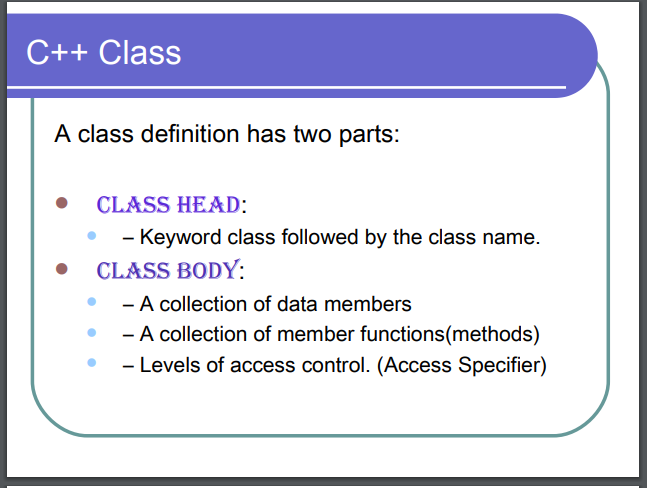 C++ Class
A class definition has two parts:
CLASS HEAD:
– Keyword class followed by the class name.
CLASS BODY:
– A collection of data members
– A collection of member functions(methods)
– Levels of access control. (Access Specifier)